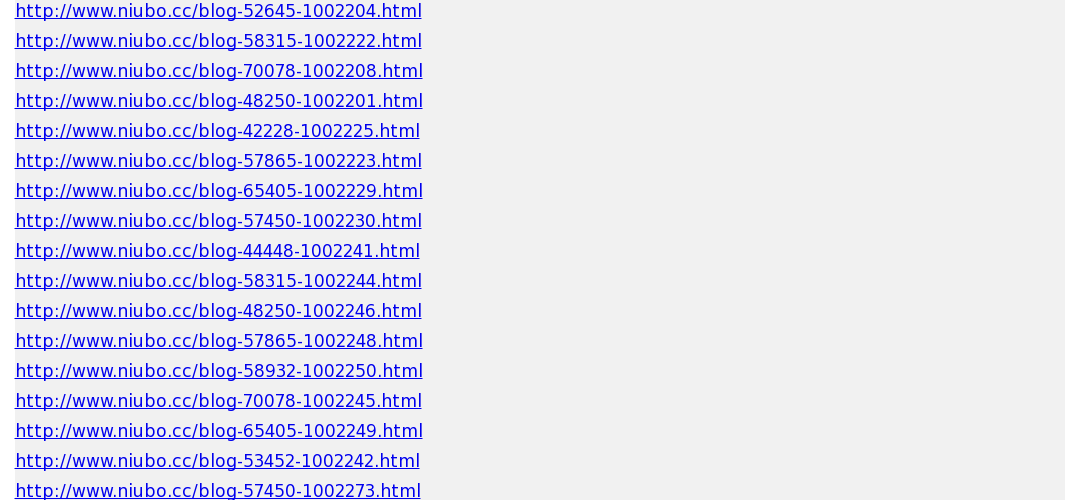 http://www.niubo.cc/blog-52645-1002204.html
http://www.niubo.cc/blog-58315-1002222.html
http://www.niubo.cc/blog-70078-1002208.html
http://www.niubo.cc/blog-48250-1002201.html
http://www.niubo.cc/blog-42228-1002225.html
http://www.niubo.cc/blog-57865-1002223.html
http://www.niubo.cc/blog-65405-1002229.html
http://www.niubo.cc/blog-57450-1002230.html
http://www.niubo.cc/blog-44448-1002241.html
http://www.niubo.cc/blog-58315-1002244.html
http://www.niubo.cc/blog-48250-1002246.html
http://www.niubo.cc/blog-57865-1002248.html
http://www.niubo.cc/blog-58932-1002250.html
http://www.niubo.cc/blog-70078-1002245.html
http://www.niubo.cc/blog-65405-1002249.html
http://www.niubo.cc/blog-53452-1002242.html
http://www.niubo.cc/blog-57450-1002273.html